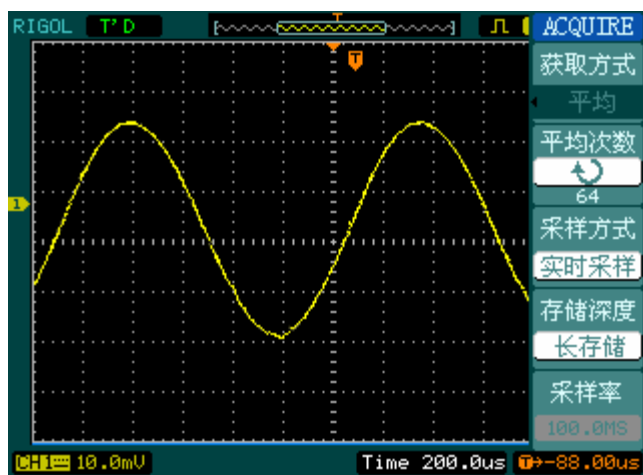 RIGOL T'D ACQUIRE
T
获取方式
平均
T
平均次数
64
1
采样方式
实时采样
存储深度
长存储
采样率
100.0MS
CH1 10.0mV Time 200.0us T→-88.00us